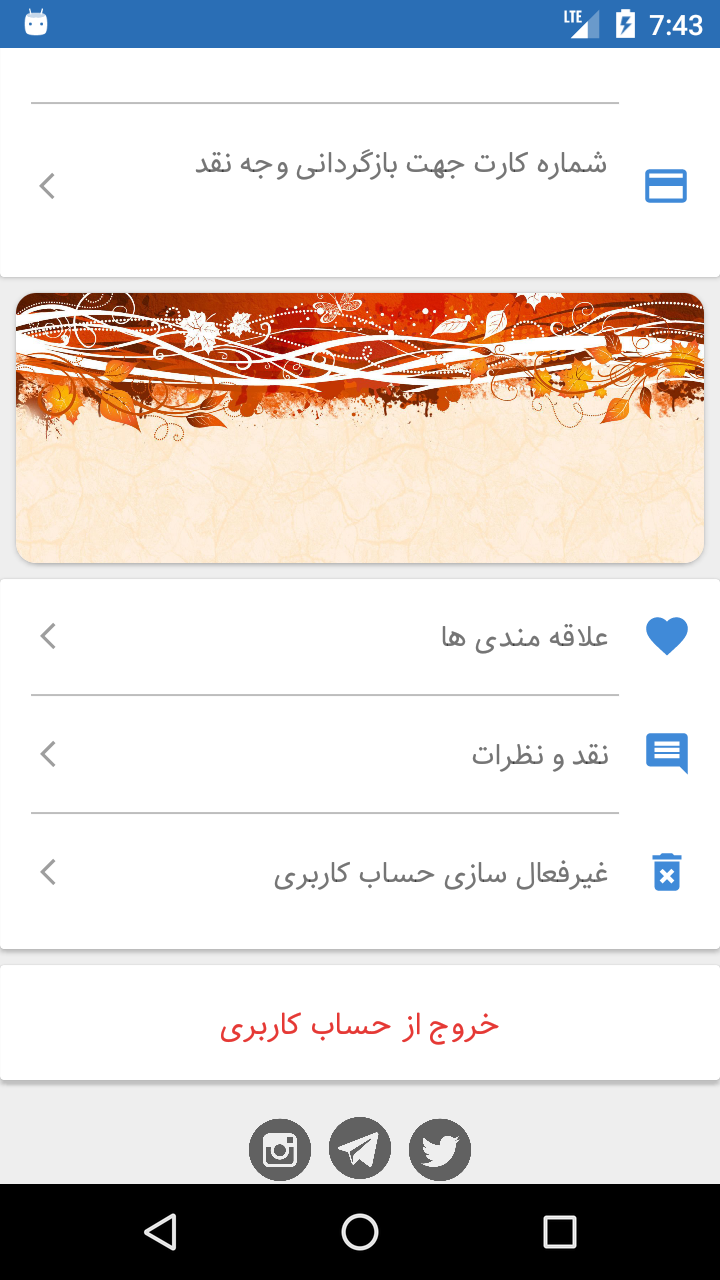 LTE 7:43
شماره کارت جهت بازگردانی وجه نقد
علاقه مندی ها
نقد و نظرات
غیرفعال سازی حساب کاربری
خروج از حساب کاربری